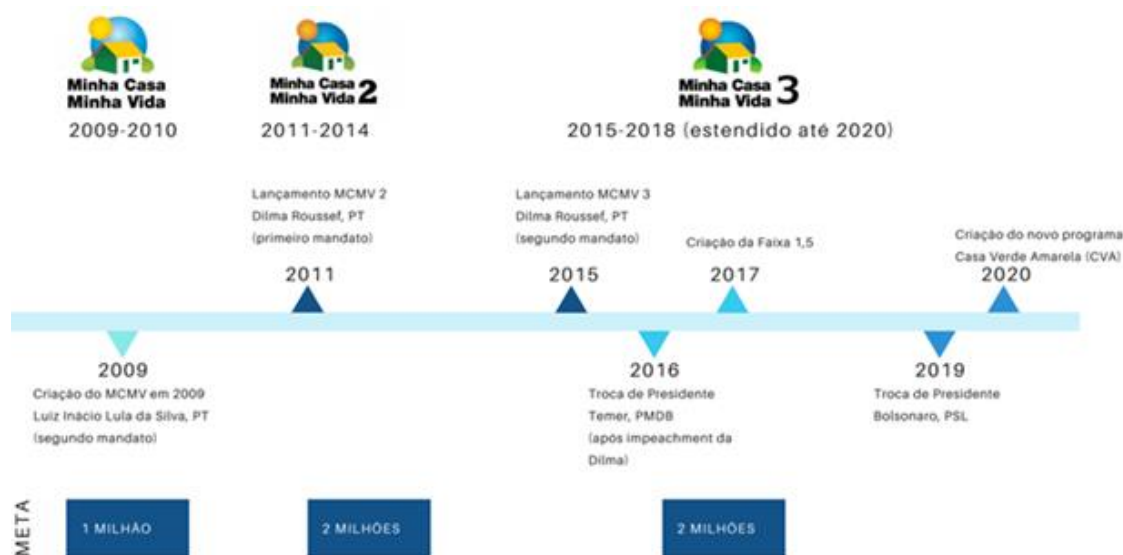 Minha Casa
Minha Vida
2009-2010
Minha Casa
Minha Vida 2
2011-2014
Minha Casa
Minha Vida 3
2015-2018 (estendido até 2020)
Lançamento MCMV 2
Dilma Roussef, PT
(primeiro mandato)
2011
Lançamento MCMV 3
Dilma Roussef, PT
(segundo mandato)
2015
Criação da Faixa 1,5
2017
Criação do novo programa
Casa Verde Amarela (CVA)
2020
2009
Criação do MCMV em 2009
Luiz Inácio Lula da Silva, PT
(segundo mandato)
2016
Troca de Presidente
Temer, PMDB
(após impeachment da
Dilma)
2019
Troca de Presidente
Bolsonaro, PSL
META
1 MILHÃO
2 MILHÕES
2 MILHÕES